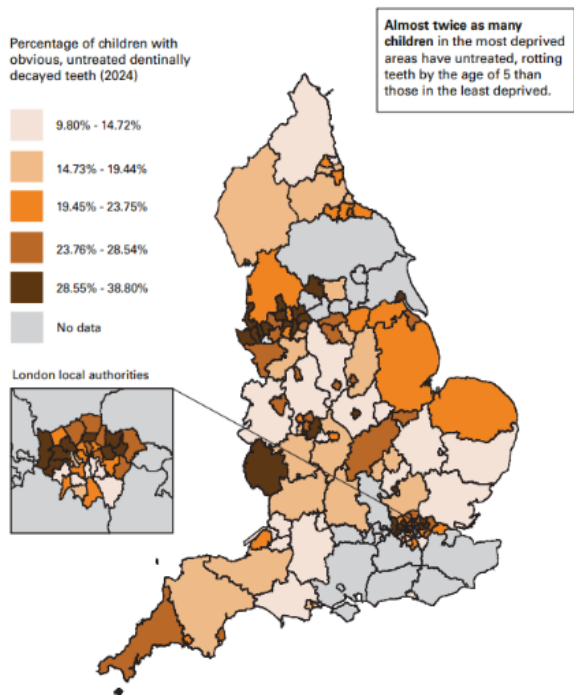 Percentage of children with
obvious, untreated dentinally
decayed teeth (2024)
9.80% - 14.72%
14.73% - 19.44%
19.45% - 23.75%
23.76% - 28.54%
28.55% - 38.80%
No data
London local authorities
Almost twice as many
children in the most deprived
areas have untreated, rotting
teeth by the age of 5 than
those in the least deprived.